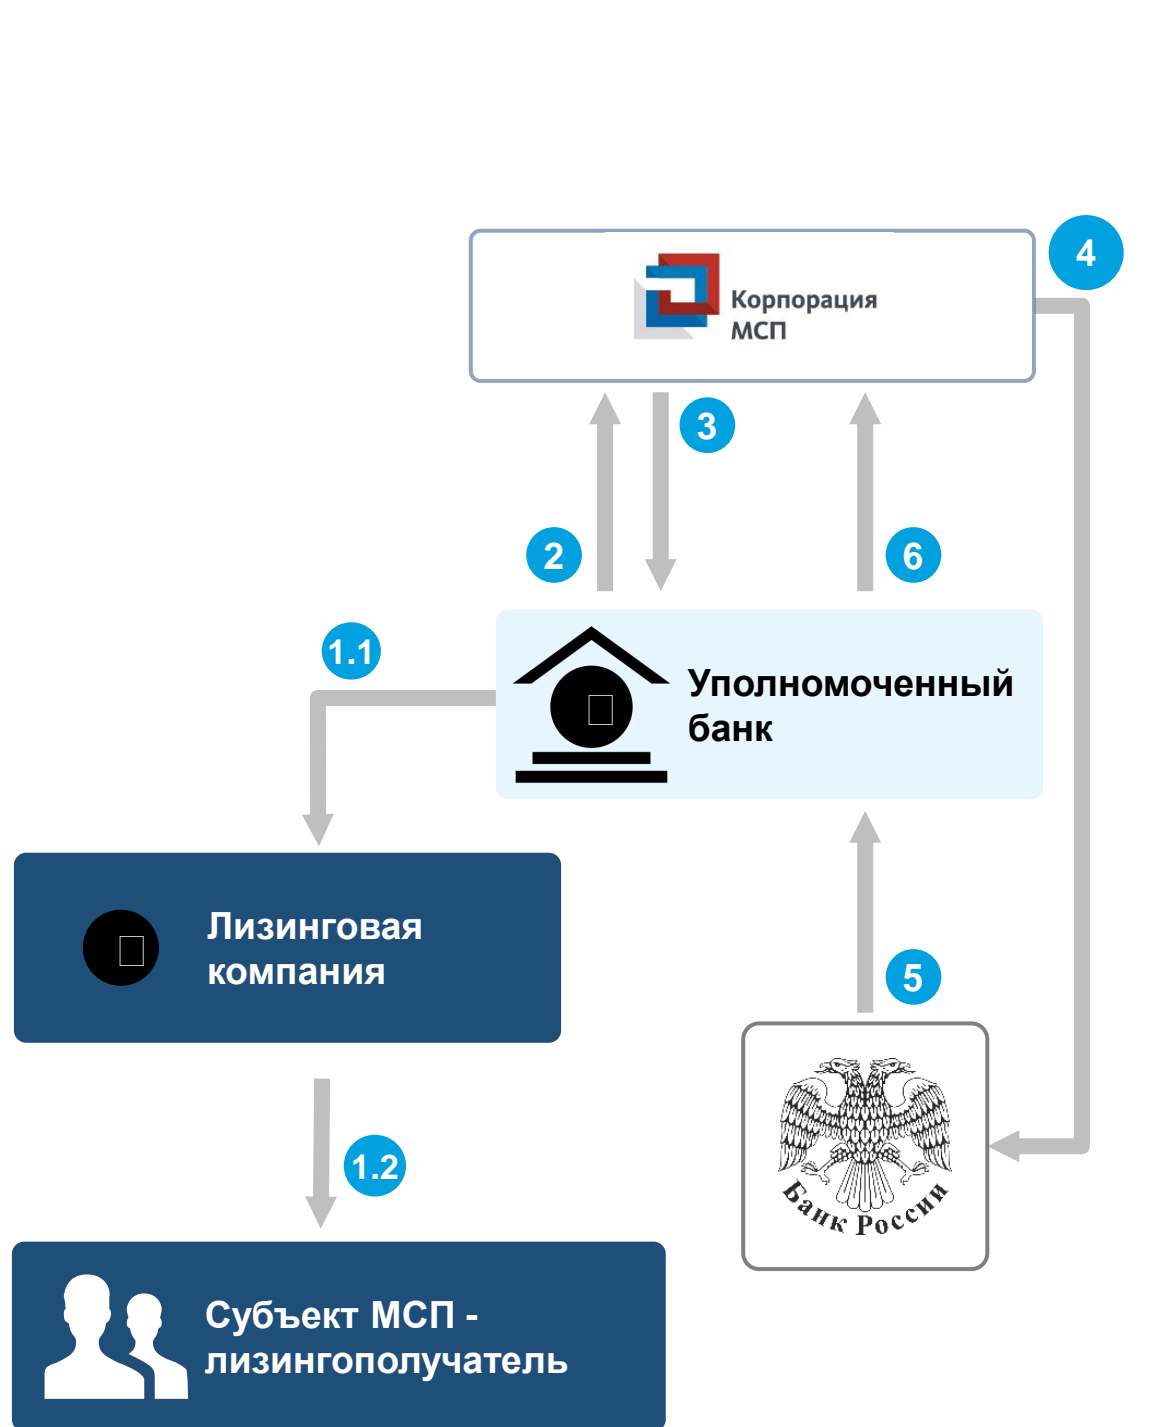 4
Корпорация
МСП
3
2
6
1.1
Уполномоченный
банк
Лизинговая
компания
5
1.2
Банк России
Субъект МСП -
лизингополучатель